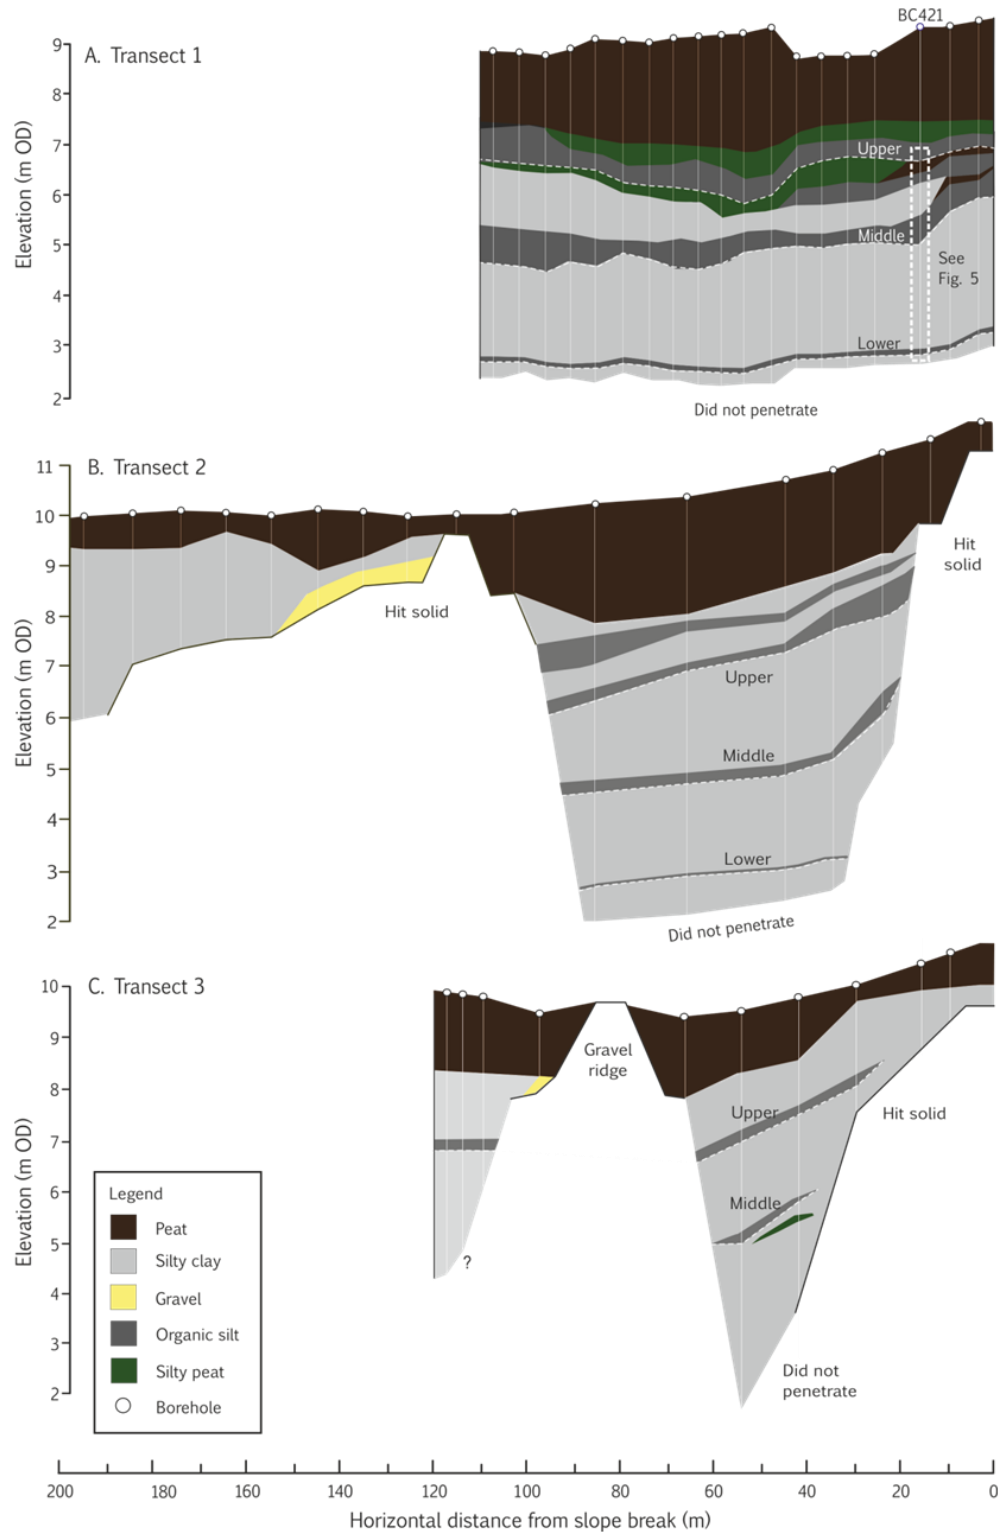 BC421
A. Transect 1
9
8
7
6
5
4
3
2
Elevation (m OD)
Upper
Middle
See
Fig. 5
Lower
Did not penetrate
B. Transect 2
11
10
9
8
7
6
5
4
3
2
Elevation (m OD)
Hit solid
Hit
solid
Upper
Middle
Lower
Did not penetrate
C. Transect 3
10
9
8
7
6
5
4
3
2
Elevation (m OD)
Gravel
ridge
Upper
Hit solid
Middle
?
Did not
penetrate
Legend
Peat
Silty clay
Gravel
Organic silt
Silty peat
Borehole
200 180 160 140 120 100 80 60 40 20 0
Horizontal distance from slope break (m)